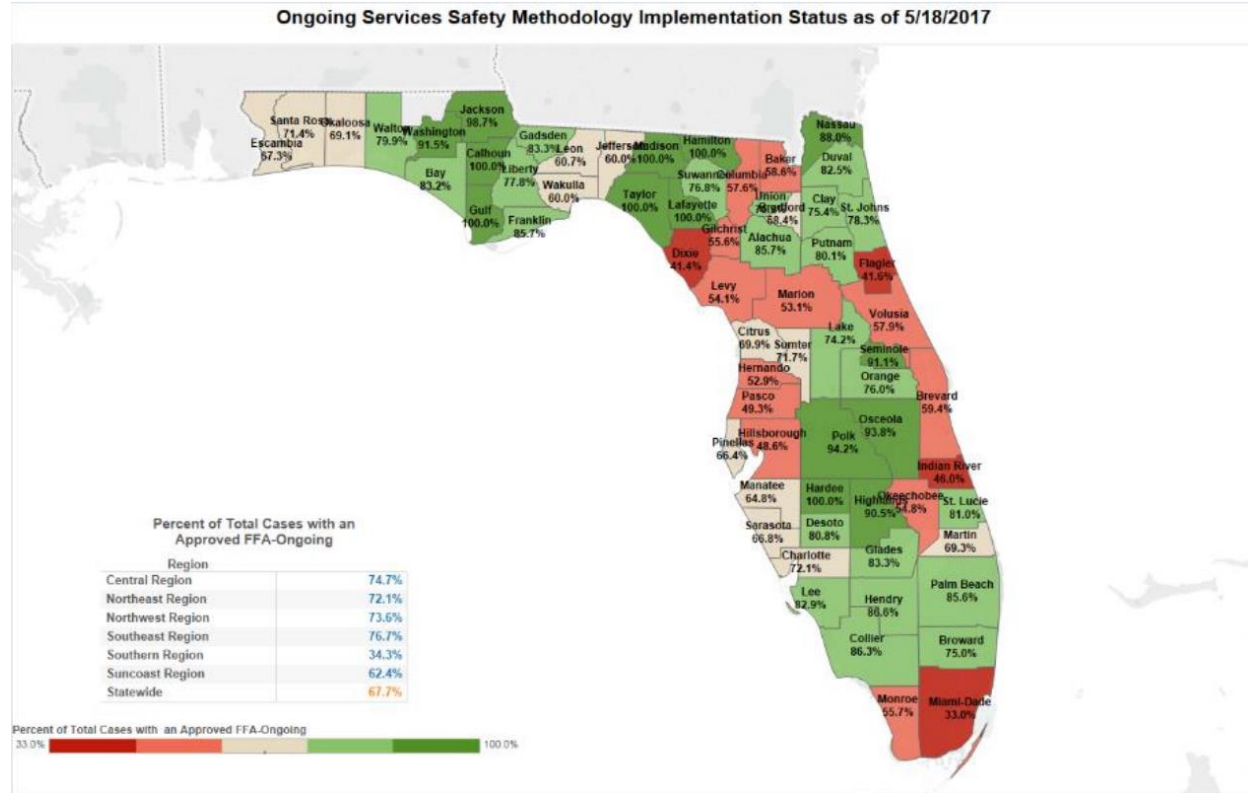 Ongoing Services Safety Methodology Implementation Status as of 5/18/2017
Jackson
98.7%
Santa Rosa
71.4%
Okaloosa
69.1%
Walton
79.9%
Washington
91.5%
Escambia
Bay
83.2%
Calhoun
100.0%
Gulf
100.0%
Gadsden
83.3%
Liberty
77.8%
Franklin
85.7%
Leon
60.7%
Wakulla
60.0%
Jefferson
60.0%
Madison
100.0%
Taylor
100.0%
Hamilton
100.0%
Suwannee
76.8%
Lafayette
100.0%
Columbia
57.6%
Baker
58.6%
Nassau
88.0%
Duval
82.5%
Union
Bradford
68.4%
Clay
75.4%
St. Johns
78.3%
Gilchrist
55.6%
Alachua
85.7%
Putnam
80.1%
Dixie
41.4%
Flagler
41.6%
Levy
54.1%
Marion
53.1%
Volusia
57.9%
Citrus
69.9%
Sumter
71.7%
Lake
74.2%
Seminole
91.1%
Hernando
52.9%
Orange
76.0%
Pasco
49.3%
Brevard
59.4%
Pinellas
66.4%
Hillsborough
48.6%
Polk
94.2%
Osceola
93.8%
Indian River
46.0%
Manatee
64.8%
Hardee
100.0%
Highlands
90.5%
Okeechobee
54.8%
St. Lucie
81.0%
Sarasota
66.8%
Desoto
80.8%
Martin
69.3%
Charlotte
72.1%
Glades
83.3%
Lee
82.9%
Hendry
86.6%
Palm Beach
85.6%
Collier
86.3%
Broward
75.0%
Monroe
55.7%
Miami-Dade
33.0%
Percent of Total Cases with an
Approved FFA-Ongoing
Region
Central Region 74.7%
Northeast Region 72.1%
Northwest Region 73.6%
Southeast Region 76.7%
Southern Region 34.3%
Suncoast Region 62.4%
Statewide 67.7%
Percent of Total Cases with an Approved FFA-Ongoing
33.0% 100.0%